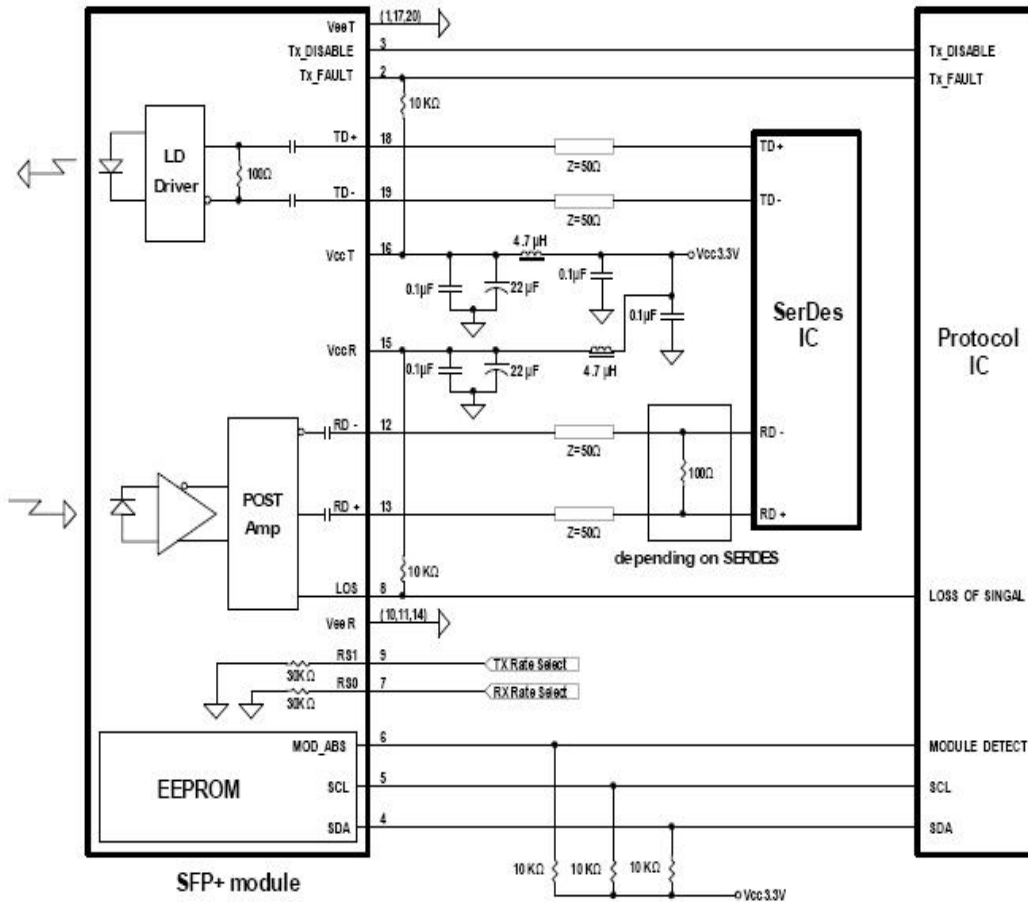 VeeT
(1,17,20)
Tx_DISABLE
3
Tx_DISABLE
Tx_FAULT
2
Tx_FAULT
10 KΩ
LD
Driver
100Ω
TD+
18
Z=50Ω
TD+
TD -
19
Z=50Ω
TD-
VccT
16
4.7 µH
Vcc3.3V
0.1µF
22 µF
0.1µF
0.1µF
SerDes
IC
Protocol
IC
VccR
15
4.7 µH
0.1µF
22 µF
POST
Amp
RD -
12
Z=50Ω
RD -
100Ω
RD +
13
Z=50Ω
RD +
depending on SERDES
10 KΩ
LOS
8
LOSS OF SINGAL
VeeR
(10,11,14)
RS1
9
TX Rate Select
30KΩ
RS0
7
RX Rate Select
30KΩ
EEPROM
MOD_ABS
6
MODULE DETECT
SCL
5
SCL
SDA
4
SDA
10 KΩ
10 KΩ
10 KΩ
Vcc3.3V
SFP+ module